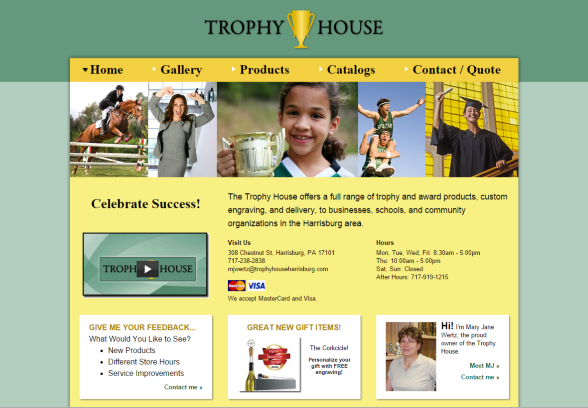 TROPHY HOUSE
Home Gallery Products Catalogs Contact / Quote
Celebrate Success!
TROPHY HOUSE
The Trophy House offers a full range of trophy and award products, custom
engraving, and delivery, to businesses, schools, and community
organizations in the Harrisburg area.
Visit Us
308 Chestnut St, Harrisburg, PA 17101
717-238-2838
mjwertz@trophyhouseharrisburg.com
MasterCard VISA
We accept MasterCard and Visa.
Hours
Mon, Tue, Wed, Fri: 8:30am - 5:00pm
Thu: 10:00am - 5:00pm
Sat, Sun: Closed
After Hours: 717-919-1215
GIVE ME YOUR FEEDBACK...
What Would You Like to See?
• New Products
• Different Store Hours
• Service Improvements
Contact me »
GREAT NEW GIFT ITEMS!
The Corkcicle!
Personalize your
gift with FREE
engraving!
Hi! I'm Mary Jane
Wertz, the proud
owner of the Trophy
House.
Meet MJ »
Contact me »